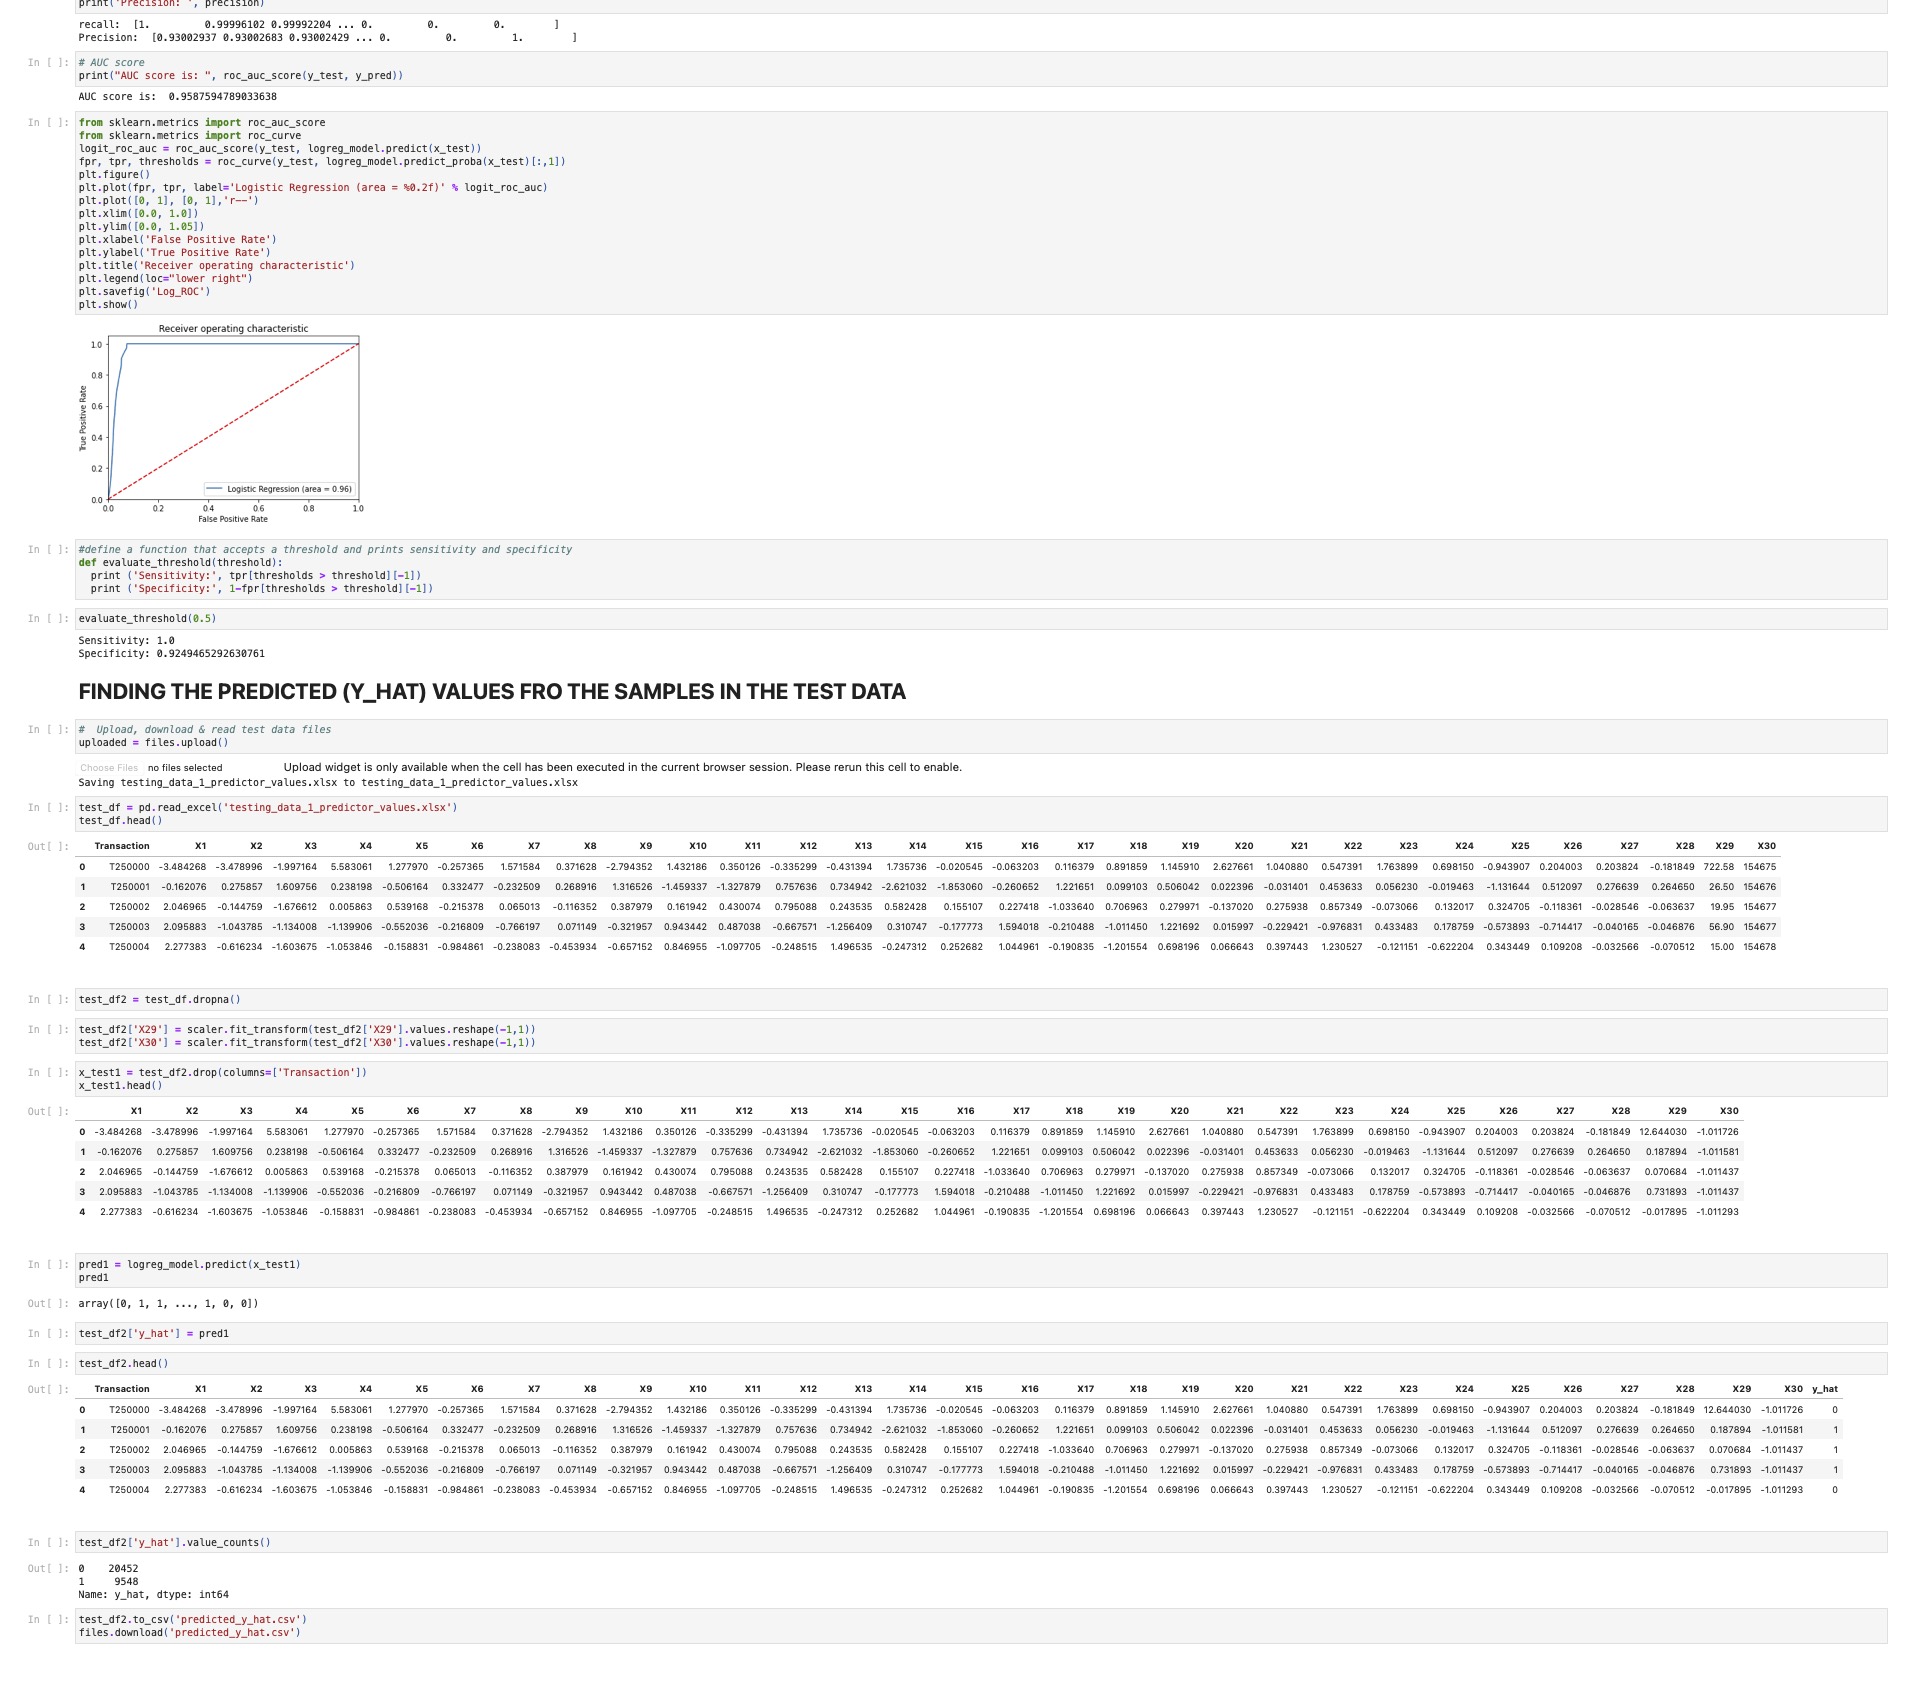 print('Precision: ', precision)
recall:  [1.         0.99996102 0.99992204 ... 0.         0.         0.        ]
Precision:  [0.93002937 0.93002683 0.93002429 ... 0.         0.         1.        ]
In [ ]: # AUC score
print("AUC score is: ", roc_auc_score(y_test, y_pred))
AUC score is:  0.9587594789033638
In [ ]: from sklearn.metrics import roc_auc_score
from sklearn.metrics import roc_curve
logit_roc_auc = roc_auc_score(y_test, logreg_model.predict(x_test))
fpr, tpr, thresholds = roc_curve(y_test, logreg_model.predict_proba(x_test)[:,1])
plt.figure()
plt.plot(fpr, tpr, label='Logistic Regression (area = %0.2f)' % logit_roc_auc)
plt.plot([0, 1], [0, 1],'r--')
plt.xlim([0.0, 1.0])
plt.ylim([0.0, 1.05])
plt.xlabel('False Positive Rate')
plt.ylabel('True Positive Rate')
plt.title('Receiver operating characteristic')
plt.legend(loc="lower right")
plt.savefig('Log_ROC')
plt.show()
Receiver operating characteristic
1.0
0.8
0.6
0.4
0.2
0.0
True Positive Rate
Logistic Regression (area = 0.96)
0.0 0.2 0.4 0.6 0.8 1.0
False Positive Rate
In [ ]: #define a function that accepts a threshold and prints sensitivity and specificity
def evaluate_threshold(threshold):
  print ('Sensitivity:', tpr[thresholds > threshold][-1])
  print ('Specificity:', 1-fpr[thresholds > threshold][-1])
In [ ]: evaluate_threshold(0.5)
Sensitivity: 1.0
Specificity: 0.9249465292630761
FINDING THE PREDICTED (Y_HAT) VALUES FRO THE SAMPLES IN THE TEST DATA
In [ ]: #  Upload, download & read test data files
uploaded = files.upload()
Choose Files no files selected Upload widget is only available when the cell has been executed in the current browser session. Please rerun this cell to enable.
Saving testing_data_1_predictor_values.xlsx to testing_data_1_predictor_values.xlsx
In [ ]: test_df = pd.read_excel('testing_data_1_predictor_values.xlsx')
test_df.head()
Out[ ]: Transaction X1 X2 X3 X4 X5 X6 X7 X8 X9 X10 X11 X12 X13 X14 X15 X16 X17 X18 X19 X20 X21 X22 X23 X24 X25 X26 X27 X28 X29 X30
0 T250000 -3.484268 -3.478996 -1.997164 5.583061 1.277970 -0.257365 1.571584 0.371628 -2.794352 1.432186 0.350126 -0.335299 -0.431394 1.735736 -0.020545 -0.063203 0.116379 0.891859 1.145910 2.627661 1.040880 0.547391 1.763899 0.698150 -0.943907 0.204003 0.203824 -0.181849 722.58 154675
1 T250001 -0.162076 0.275857 1.609756 0.238198 -0.506164 0.332477 -0.232509 0.268916 1.316526 -1.459337 -1.327879 0.757636 0.734942 -2.621032 -1.853060 -0.260652 1.221651 0.099103 0.506042 0.022396 -0.031401 0.453633 0.056230 -0.019463 -1.131644 0.512097 0.276639 0.264650 26.50 154676
2 T250002 2.046965 -0.144759 -1.676612 0.005863 0.539168 -0.215378 0.065013 -0.116352 0.387979 0.161942 0.430074 0.795088 0.243535 0.582428 0.155107 0.227418 -1.033640 0.706963 0.279971 -0.137020 0.275938 0.857349 -0.073066 0.132017 0.324705 -0.118361 -0.028546 -0.063637 19.95 154677
3 T250003 2.095883 -1.043785 -1.134008 -1.139906 -0.552036 -0.216809 -0.766197 0.071149 -0.321957 0.943442 0.487038 -0.667571 -1.256409 0.310747 -0.177773 1.594018 -0.210488 -1.011450 1.221692 0.015997 -0.229421 -0.976831 0.433483 0.178759 -0.573893 -0.714417 -0.040165 -0.046876 56.90 154677
4 T250004 2.277383 -0.616234 -1.603675 -1.053846 -0.158831 -0.984861 -0.238083 -0.453934 -0.657152 0.846955 -1.097705 -0.248515 1.496535 -0.247312 0.252682 1.044961 -0.190835 -1.201554 0.698196 0.066643 0.397443 1.230527 -0.121151 -0.622204 0.343449 0.109208 -0.032566 -0.070512 15.00 154678
In [ ]: test_df2 = test_df.dropna()
In [ ]: test_df2['X29'] = scaler.fit_transform(test_df2['X29'].values.reshape(-1,1))
test_df2['X30'] = scaler.fit_transform(test_df2['X30'].values.reshape(-1,1))
In [ ]: x_test1 = test_df2.drop(columns=['Transaction'])
x_test1.head()
Out[ ]: X1 X2 X3 X4 X5 X6 X7 X8 X9 X10 X11 X12 X13 X14 X15 X16 X17 X18 X19 X20 X21 X22 X23 X24 X25 X26 X27 X28 X29 X30
0 -3.484268 -3.478996 -1.997164 5.583061 1.277970 -0.257365 1.571584 0.371628 -2.794352 1.432186 0.350126 -0.335299 -0.431394 1.735736 -0.020545 -0.063203 0.116379 0.891859 1.145910 2.627661 1.040880 0.547391 1.763899 0.698150 -0.943907 0.204003 0.203824 -0.181849 12.644030 -1.011726
1 -0.162076 0.275857 1.609756 0.238198 -0.506164 0.332477 -0.232509 0.268916 1.316526 -1.459337 -1.327879 0.757636 0.734942 -2.621032 -1.853060 -0.260652 1.221651 0.099103 0.506042 0.022396 -0.031401 0.453633 0.056230 -0.019463 -1.131644 0.512097 0.276639 0.264650 0.187894 -1.011581
2 2.046965 -0.144759 -1.676612 0.005863 0.539168 -0.215378 0.065013 -0.116352 0.387979 0.161942 0.430074 0.795088 0.243535 0.582428 0.155107 0.227418 -1.033640 0.706963 0.279971 -0.137020 0.275938 0.857349 -0.073066 0.132017 0.324705 -0.118361 -0.028546 -0.063637 0.070684 -1.011437
3 2.095883 -1.043785 -1.134008 -1.139906 -0.552036 -0.216809 -0.766197 0.071149 -0.321957 0.943442 0.487038 -0.667571 -1.256409 0.310747 -0.177773 1.594018 -0.210488 -1.011450 1.221692 0.015997 -0.229421 -0.976831 0.433483 0.178759 -0.573893 -0.714417 -0.040165 -0.046876 0.731893 -1.011437
4 2.277383 -0.616234 -1.603675 -1.053846 -0.158831 -0.984861 -0.238083 -0.453934 -0.657152 0.846955 -1.097705 -0.248515 1.496535 -0.247312 0.252682 1.044961 -0.190835 -1.201554 0.698196 0.066643 0.397443 1.230527 -0.121151 -0.622204 0.343449 0.109208 -0.032566 -0.070512 -0.017895 -1.011293
In [ ]: pred1 = logreg_model.predict(x_test1)
pred1
Out[ ]: array([0, 1, 1, ..., 1, 0, 0])
In [ ]: test_df2['y_hat'] = pred1
In [ ]: test_df2.head()
Out[ ]: Transaction X1 X2 X3 X4 X5 X6 X7 X8 X9 X10 X11 X12 X13 X14 X15 X16 X17 X18 X19 X20 X21 X22 X23 X24 X25 X26 X27 X28 X29 X30 y_hat
0 T250000 -3.484268 -3.478996 -1.997164 5.583061 1.277970 -0.257365 1.571584 0.371628 -2.794352 1.432186 0.350126 -0.335299 -0.431394 1.735736 -0.020545 -0.063203 0.116379 0.891859 1.145910 2.627661 1.040880 0.547391 1.763899 0.698150 -0.943907 0.204003 0.203824 -0.181849 12.644030 -1.011726 0
1 T250001 -0.162076 0.275857 1.609756 0.238198 -0.506164 0.332477 -0.232509 0.268916 1.316526 -1.459337 -1.327879 0.757636 0.734942 -2.621032 -1.853060 -0.260652 1.221651 0.099103 0.506042 0.022396 -0.031401 0.453633 0.056230 -0.019463 -1.131644 0.512097 0.276639 0.264650 0.187894 -1.011581 1
2 T250002 2.046965 -0.144759 -1.676612 0.005863 0.539168 -0.215378 0.065013 -0.116352 0.387979 0.161942 0.430074 0.795088 0.243535 0.582428 0.155107 0.227418 -1.033640 0.706963 0.279971 -0.137020 0.275938 0.857349 -0.073066 0.132017 0.324705 -0.118361 -0.028546 -0.063637 0.070684 -1.011437 1
3 T250003 2.095883 -1.043785 -1.134008 -1.139906 -0.552036 -0.216809 -0.766197 0.071149 -0.321957 0.943442 0.487038 -0.667571 -1.256409 0.310747 -0.177773 1.594018 -0.210488 -1.011450 1.221692 0.015997 -0.229421 -0.976831 0.433483 0.178759 -0.573893 -0.714417 -0.040165 -0.046876 0.731893 -1.011437 1
4 T250004 2.277383 -0.616234 -1.603675 -1.053846 -0.158831 -0.984861 -0.238083 -0.453934 -0.657152 0.846955 -1.097705 -0.248515 1.496535 -0.247312 0.252682 1.044961 -0.190835 -1.201554 0.698196 0.066643 0.397443 1.230527 -0.121151 -0.622204 0.343449 0.109208 -0.032566 -0.070512 -0.017895 -1.011293 0
In [ ]: test_df2['y_hat'].value_counts()
Out[ ]: 0    20452
1     9548
Name: y_hat, dtype: int64
In [ ]: test_df2.to_csv('predicted_y_hat.csv')
files.download('predicted_y_hat.csv')